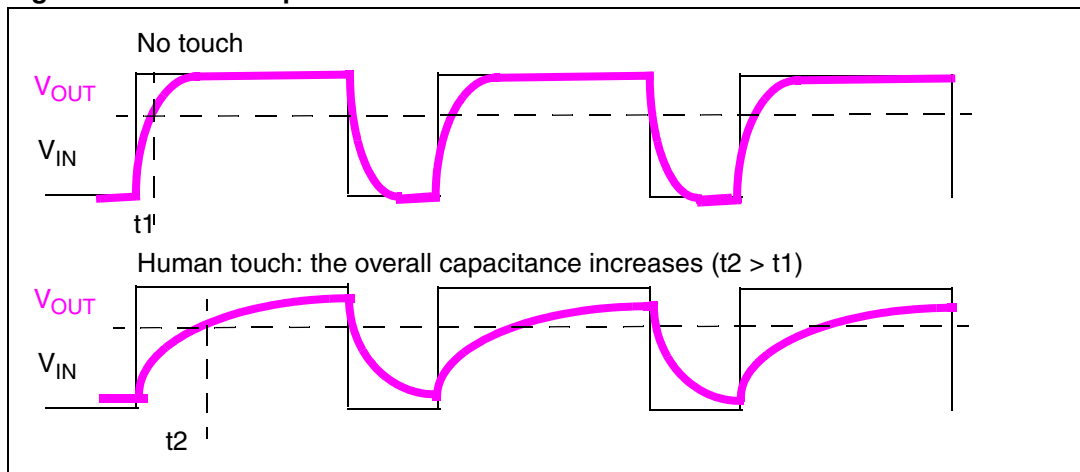 No touch
VOUT
VIN
t1
Human touch: the overall capacitance increases (t2 > t1)
VOUT
VIN
t2